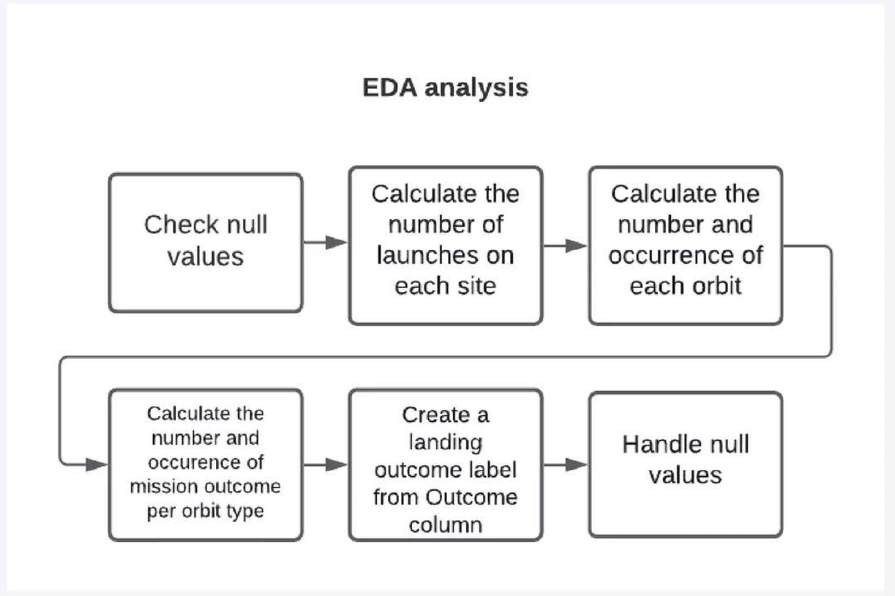 EDA analysis
Check null
values
Calculate the
number of
launches on
each site
Calculate the
number and
occurrence of
each orbit
Calculate the
number and
occurence of
mission outcome
per orbit type
Create a
landing
outcome label
from Outcome
column
Handle null
values